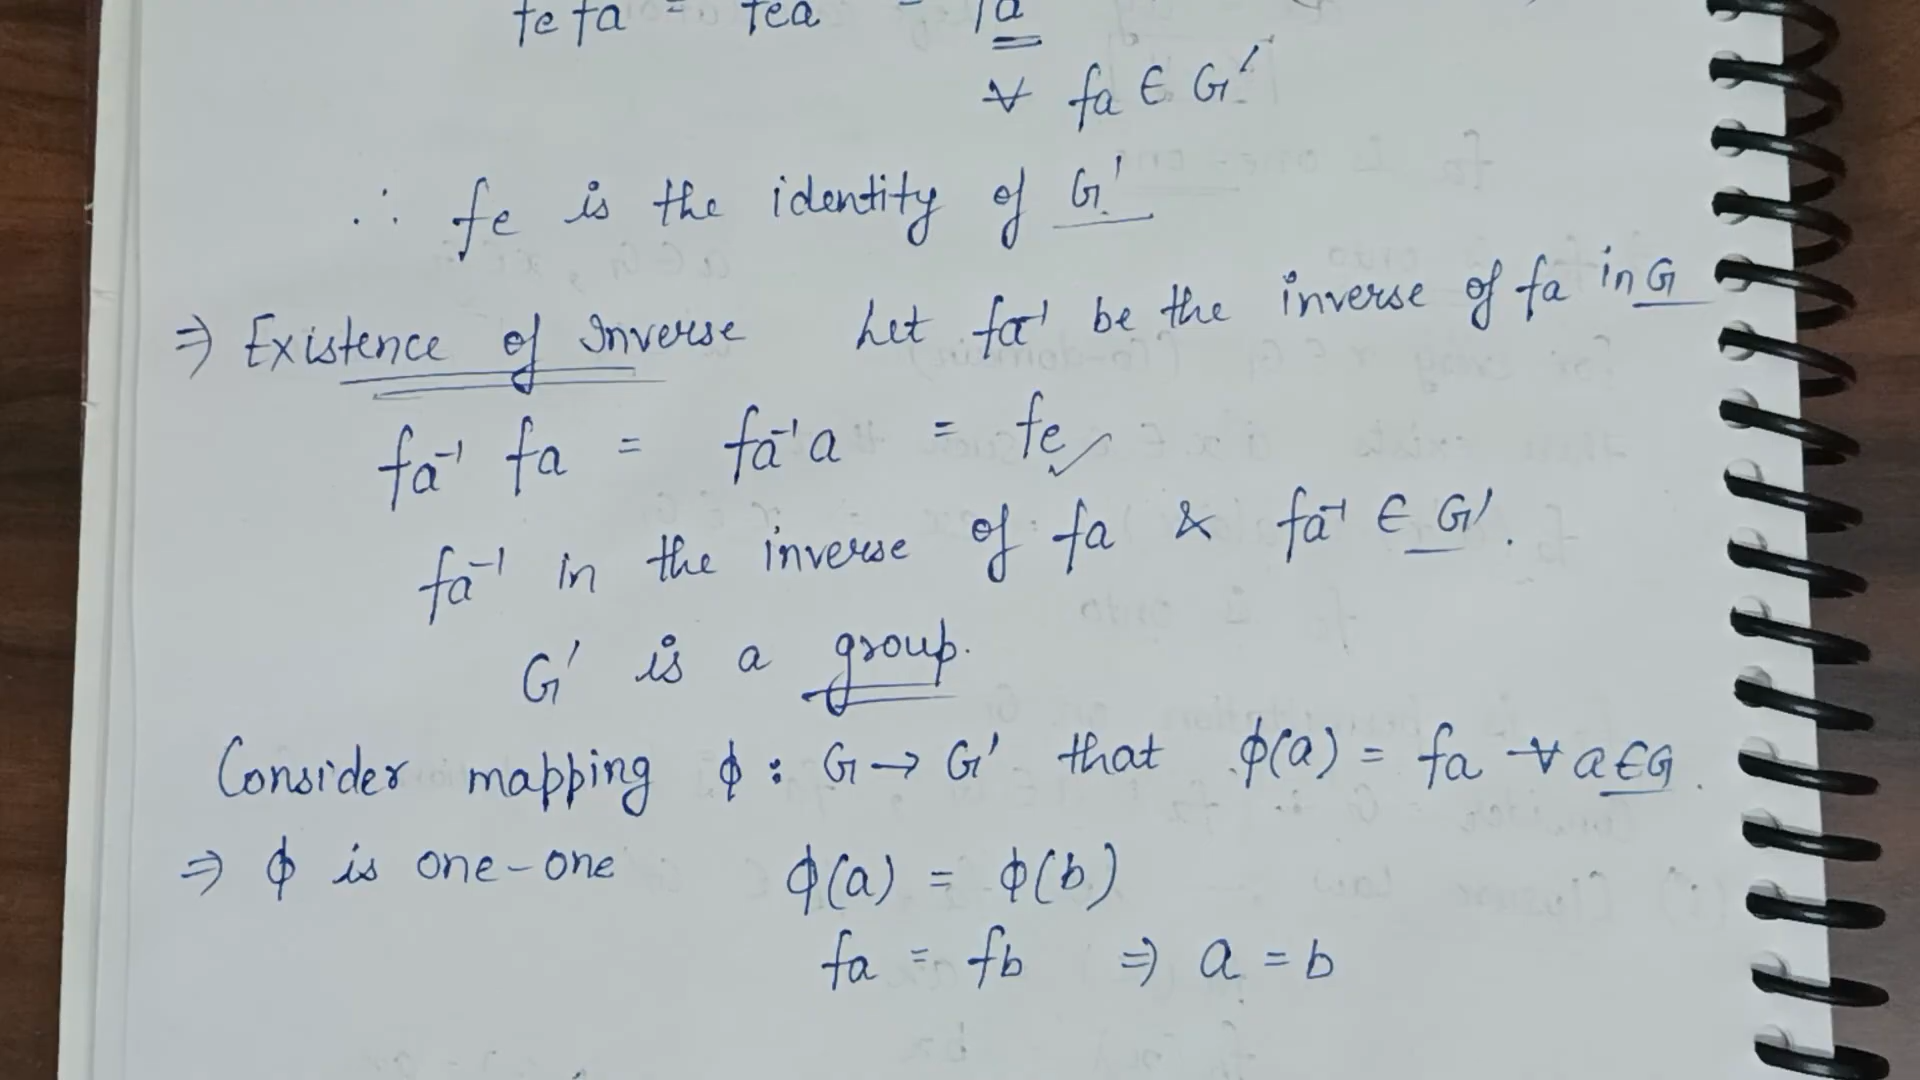 fe fa = fea = fa
∀ fa ∈ G'
∴ fe is the identity of G'
⇒ Existence of Inverse Let fa⁻¹ be the inverse of fa in G
fa⁻¹ fa = fa⁻¹a = fe
fa⁻¹ in the inverse of fa & fa⁻¹ ∈ G'.
G' is a group.
Consider mapping ϕ : G → G' that ϕ(a) = fa ∀ a∈G.
⇒ ϕ is one-one ϕ(a) = ϕ(b)
fa = fb ⇒ a = b